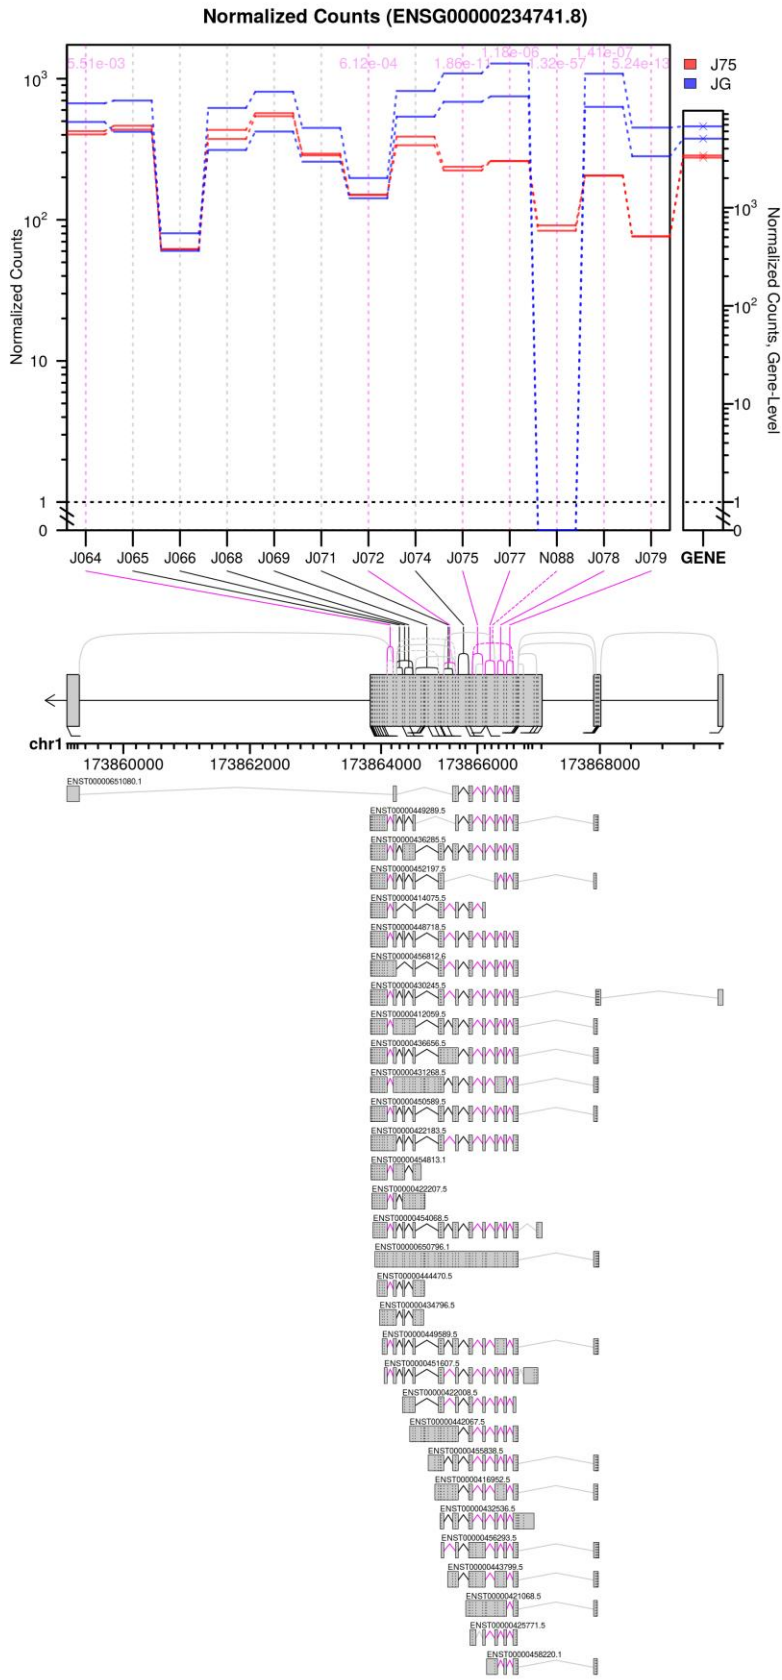 Normalized Counts (ENSG00000234741.8)
5.51e-03
6.12e-04
1.86e-11
1.18e-06
1.32e-57
1.41e-07
5.24e-13
J75
JG
10³
10²
10
1
0
Normalized Counts
10³
10²
10
1
0
Normalized Counts, Gene-Level
J064 J065 J066 J068 J069 J071 J072 J074 J075 J077 N088 J078 J079 GENE
chr1
173860000 173862000 173864000 173866000 173868000
ENST00000651080.1
ENST00000449289.5
ENST00000436285.5
ENST00000452197.5
ENST00000414075.5
ENST00000448718.5
ENST00000456812.6
ENST00000430245.5
ENST00000412059.5
ENST00000436656.5
ENST00000431268.5
ENST00000450589.5
ENST00000422183.5
ENST00000454813.1
ENST00000422207.5
ENST00000454068.5
ENST00000650796.1
ENST00000444470.5
ENST00000434796.5
ENST00000449589.5
ENST00000451607.5
ENST00000422008.5
ENST00000442067.5
ENST00000455838.5
ENST00000416952.5
ENST00000432536.5
ENST00000456293.5
ENST00000443799.5
ENST00000421068.5
ENST00000425771.5
ENST00000458220.1